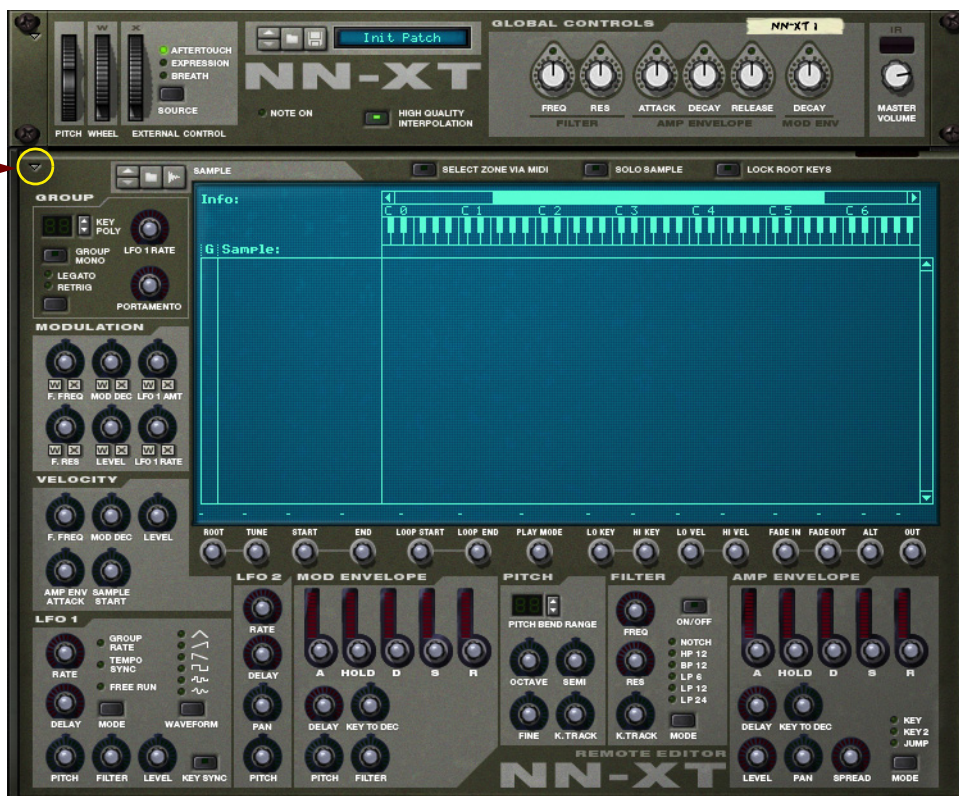 GLOBAL CONTROLS
NN-XT 1
IR
W X
Init Patch
AFTERTOUCH
EXPRESSION
BREATH
SOURCE
NN-XT
NOTE ON
HIGH QUALITY
INTERPOLATION
FREQ RES ATTACK DECAY RELEASE DECAY
FILTER AMP ENVELOPE MOD ENV
MASTER
VOLUME
PITCH WHEEL EXTERNAL CONTROL
SAMPLE
SELECT ZONE VIA MIDI SOLO SAMPLE LOCK ROOT KEYS
GROUP
KEY
POLY
GROUP
MONO
LFO 1 RATE
LEGATO
RETRIG
PORTAMENTO
Info:
C 0 C 1 C 2 C 3 C 4 C 5 C 6
G Sample:
MODULATION
W X W X W X
F. FREQ MOD DEC LFO 1 AMT
W X W X W X
F. RES LEVEL LFO 1 RATE
VELOCITY
F. FREQ MOD DEC LEVEL
AMP ENV
ATTACK
SAMPLE
START
ROOT TUNE START END LOOP START LOOP END PLAY MODE LO KEY HI KEY LO VEL HI VEL FADE IN FADE OUT ALT OUT
LFO 1
RATE
GROUP
RATE
TEMPO
SYNC
FREE RUN
DELAY MODE WAVEFORM
PITCH FILTER LEVEL KEY SYNC
LFO 2
RATE
DELAY
PAN
PITCH
MOD ENVELOPE
A HOLD D S R
DELAY KEY TO DEC
PITCH FILTER
PITCH
PITCH BEND RANGE
OCTAVE SEMI
FINE K.TRACK
FILTER
FREQ
ON/OFF
RES
NOTCH
HP 12
BP 12
LP 6
LP 12
LP 24
K.TRACK MODE
AMP ENVELOPE
A HOLD D S R
DELAY KEY TO DEC
KEY
KEY 2
JUMP
LEVEL PAN SPREAD MODE
REMOTE EDITOR
NN-XT